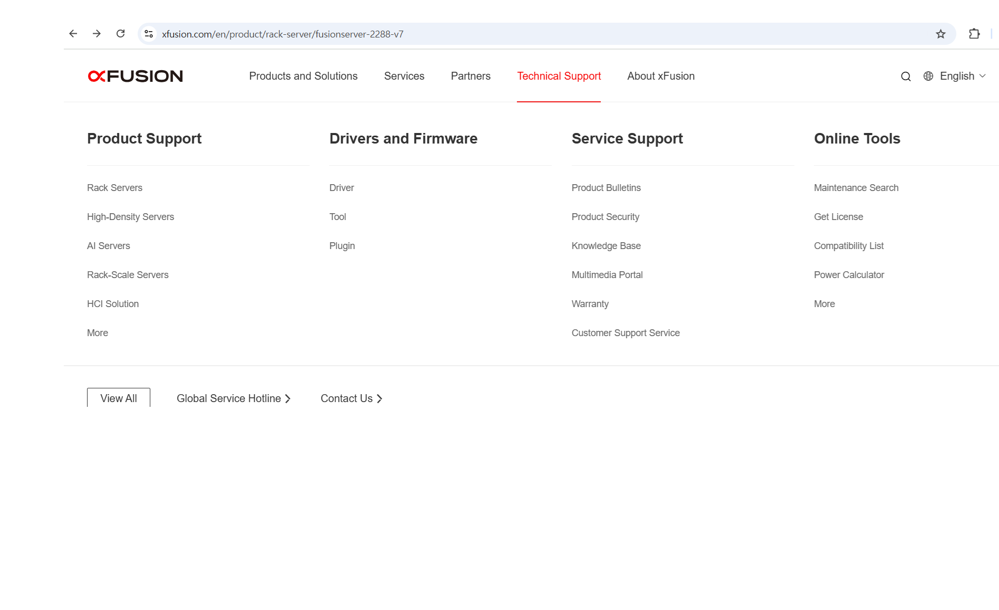 xfusion.com/en/product/rack-server/fusionserver-2288-v7
XFUSION
Products and Solutions
Services
Partners
Technical Support
About xFusion
English
Product Support
Rack Servers
High-Density Servers
AI Servers
Rack-Scale Servers
HCI Solution
More
Drivers and Firmware
Driver
Tool
Plugin
Service Support
Product Bulletins
Product Security
Knowledge Base
Multimedia Portal
Warranty
Customer Support Service
Online Tools
Maintenance Search
Get License
Compatibility List
Power Calculator
More
View All
Global Service Hotline
Contact Us